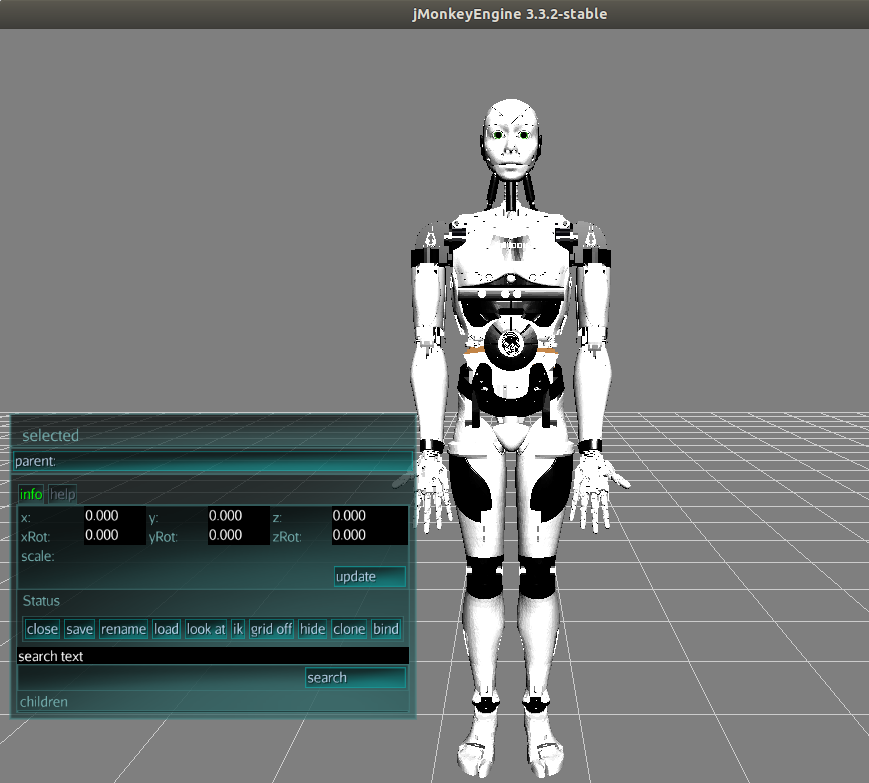 jMonkeyEngine 3.3.2-stable
selected
parent:
info help
x: 0.000 y: 0.000 z: 0.000
xRot: 0.000 yRot: 0.000 zRot: 0.000
scale:
update
Status
close save rename load look at ik grid off hide clone bind
search text
search
children